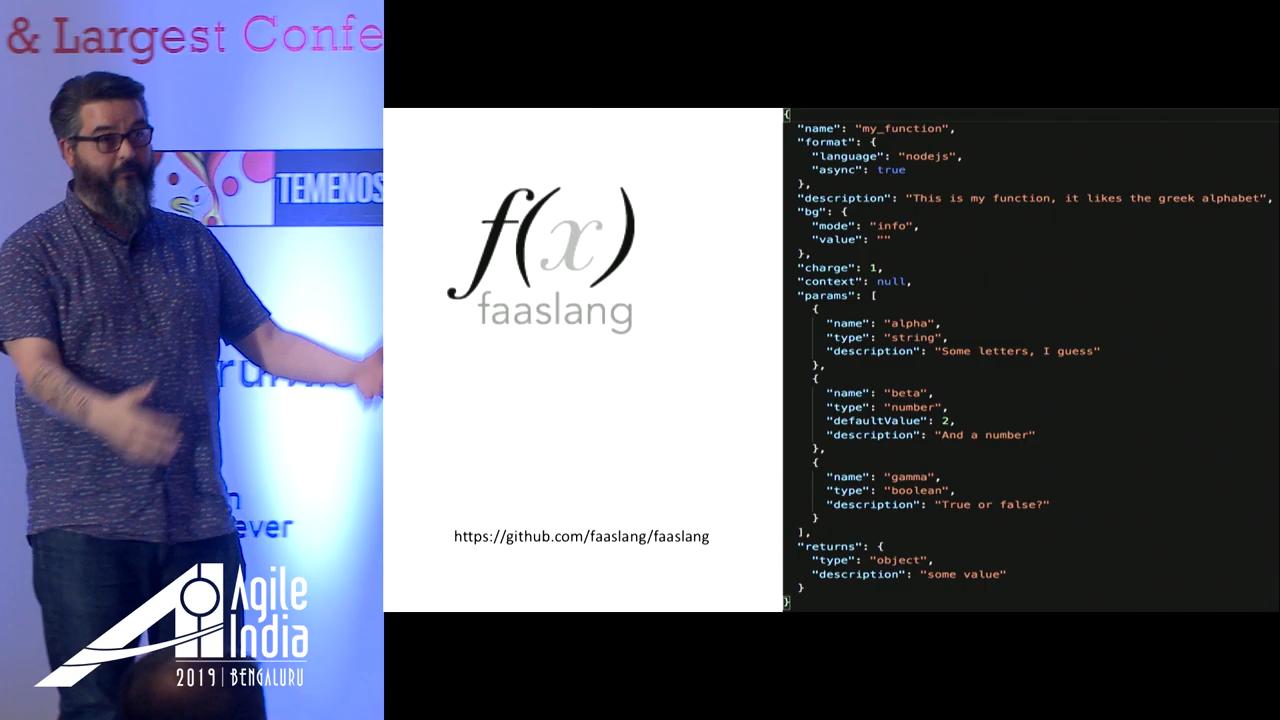 & Largest Confe
TEMENOS
ever
Agile
India
2019 | BENGALURU
f(x)
faaslang
https://github.com/faaslang/faaslang
{
"name": "my_function",
"format": {
"language": "nodejs",
"async": true
},
"description": "This is my function, it likes the greek alphabet",
"bg": {
"mode": "info",
"value": ""
},
"charge": 1,
"context": null,
"params": [
{
"name": "alpha",
"type": "string",
"description": "Some letters, I guess"
},
{
"name": "beta",
"type": "number",
"defaultValue": 2,
"description": "And a number"
},
{
"name": "gamma",
"type": "boolean",
"description": "True or false?"
}
],
"returns": {
"type": "object",
"description": "some value"
}
}